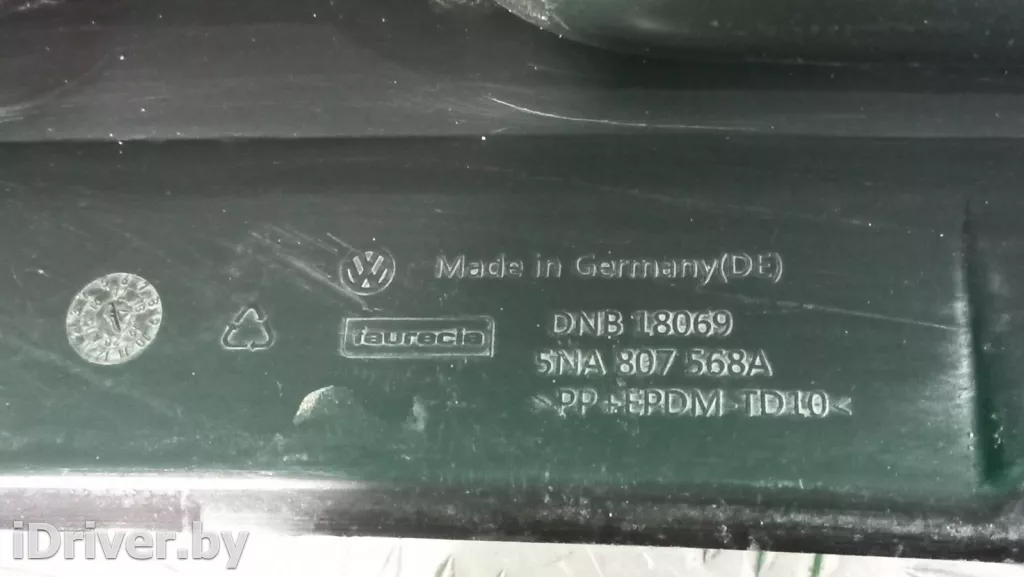 Made in Germany(DE)
faurecia
DNB 18069
5NA 807 568A
>PP+EPDM-TD10<
iDriver.by